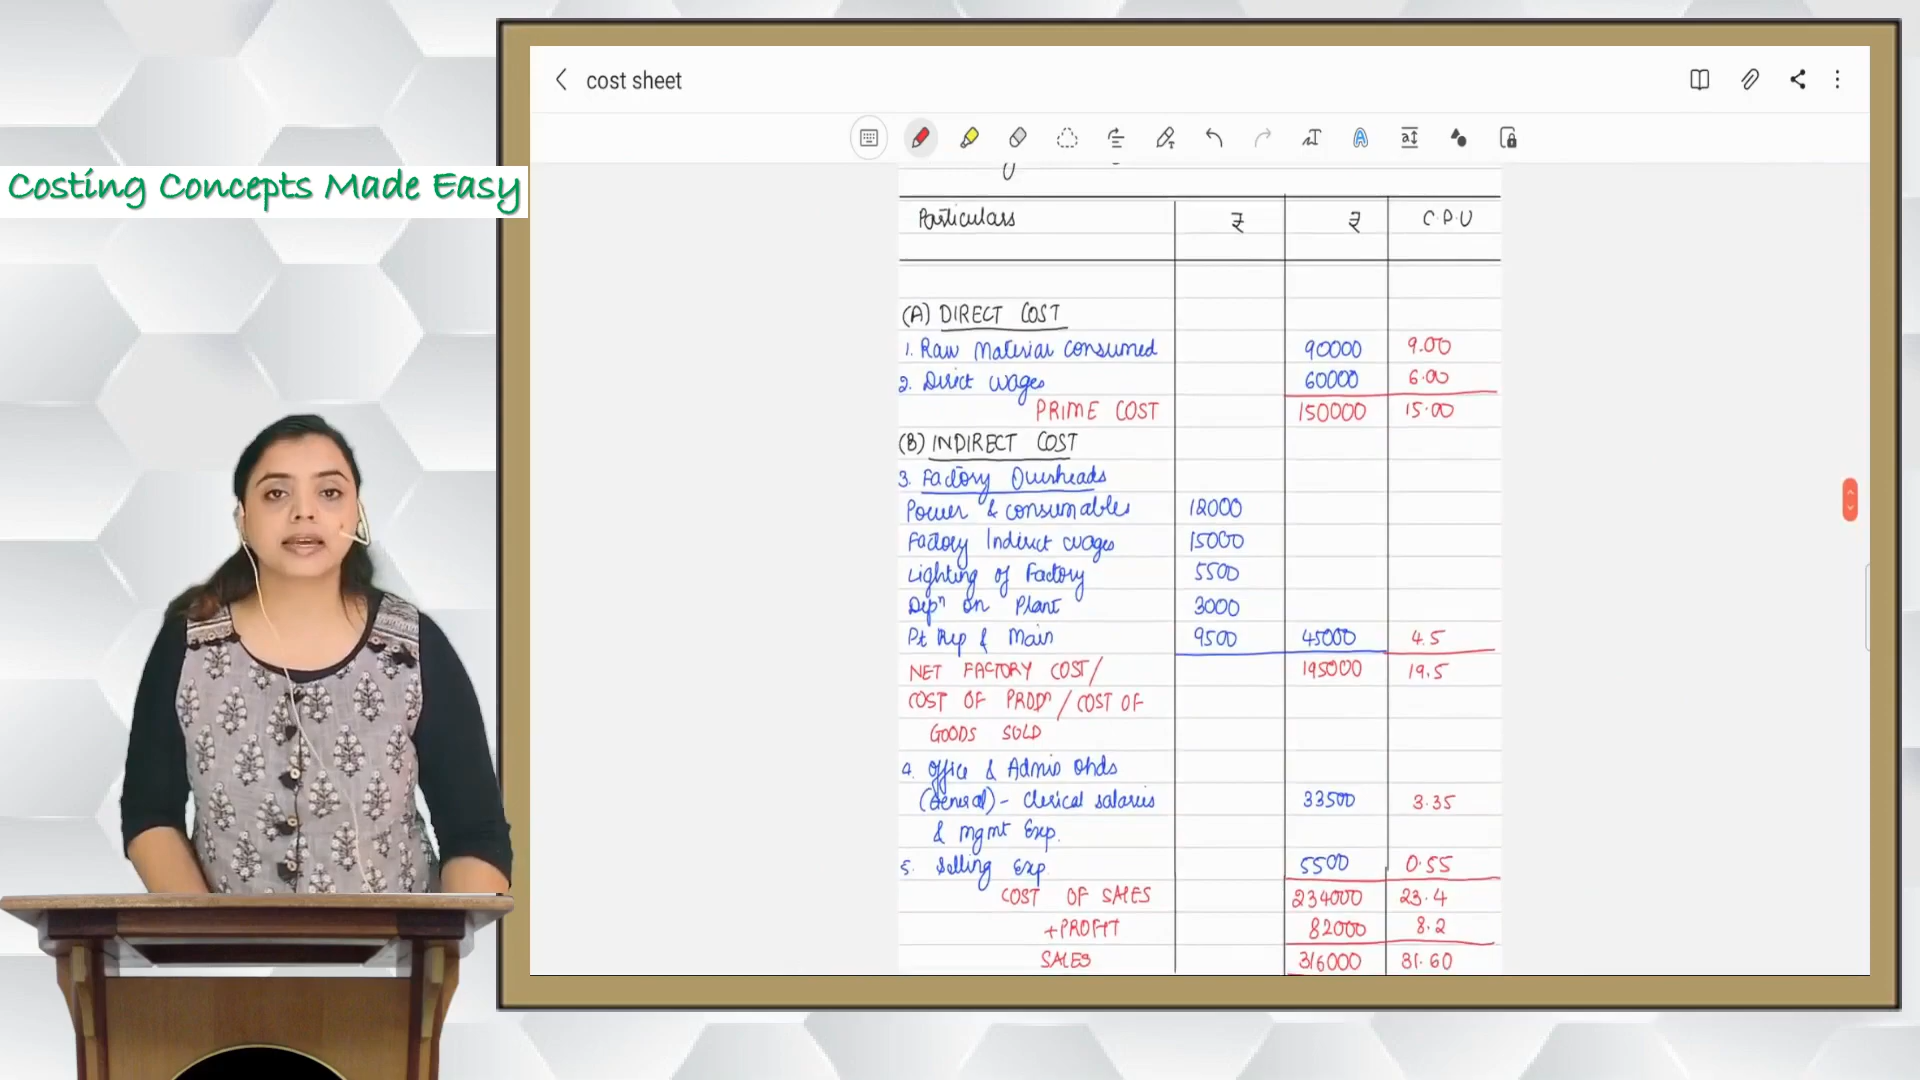 cost sheet
Costing Concepts Made Easy
Particulars ₹ ₹ C.P.U
(A) DIRECT COST
1. Raw Material Consumed 90000 9.00
2. Direct wages 60000 6.00
PRIME COST 150000 15.00
(B) INDIRECT COST
3. Factory Overheads
Power & consumables 12000
Factory Indirect wages 15000
Lighting of Factory 5500
Depⁿ on Plant 3000
Pt Rep & Main 9500 45000 4.5
NET FACTORY COST/ 195000 19.5
COST OF PRODⁿ / COST OF
GOODS SOLD
4. Office & Admin Ohds
(General) - Clerical salaries 33500 3.35
& mgmt Exp.
5. Selling Exp. 5500 0.55
COST OF SALES 234000 23.4
+PROFIT 82000 8.2
SALES 316000 31.60